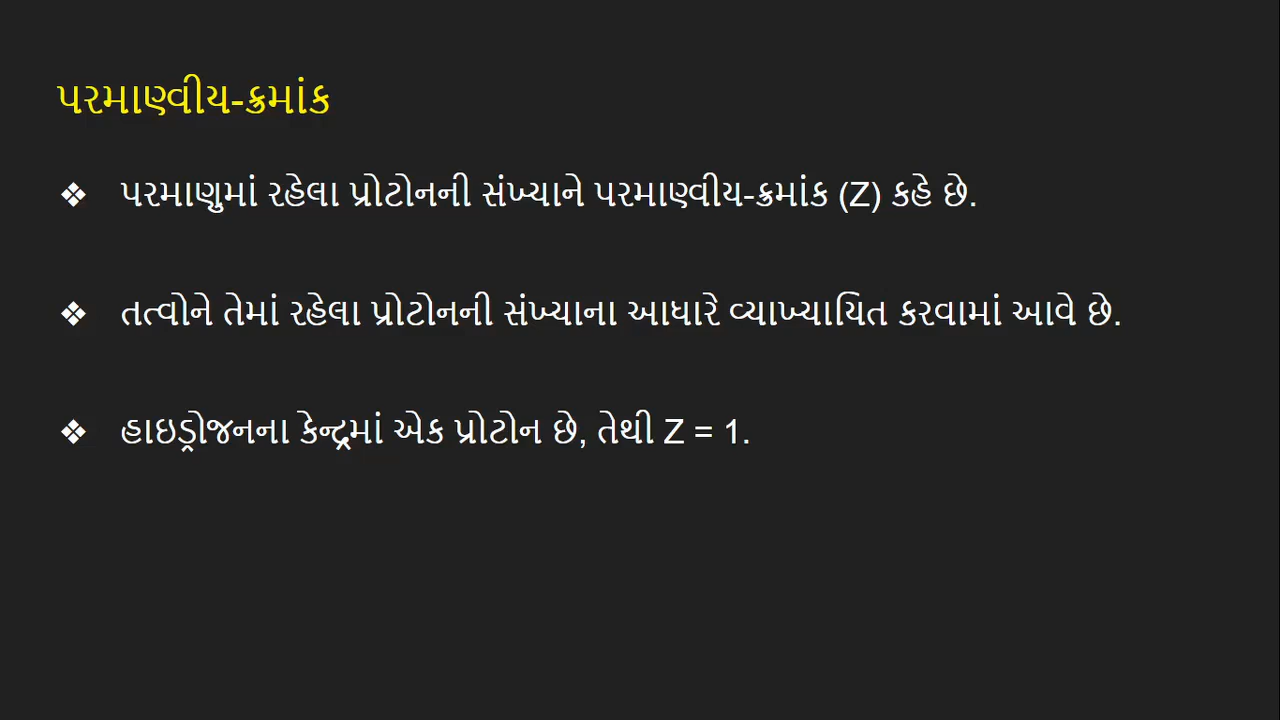 પરમાણ્વીય-ક્રમાંક
❖ પરમાણુમાં રહેલા પ્રોટોનની સંખ્યાને પરમાણ્વીય-ક્રમાંક (Z) કહે છે.
❖ તત્વોને તેમાં રહેલા પ્રોટોનની સંખ્યાના આધારે વ્યાખ્યાયિત કરવામાં આવે છે.
❖ હાઇડ્રોજનના કેન્દ્રમાં એક પ્રોટોન છે, તેથી Z = 1.